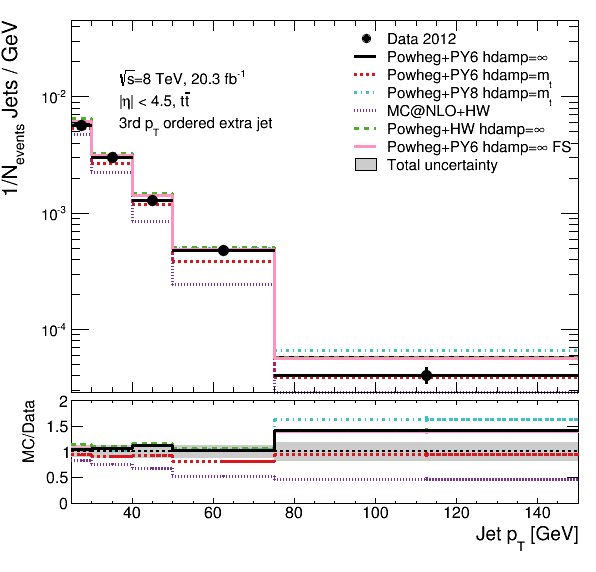 1/N_events Jets / GeV
10^−2
10^−3
10^−4
√s=8 TeV, 20.3 fb^-1
|η| < 4.5, tt̄
3rd p_T ordered extra jet
Data 2012
Powheg+PY6 hdamp=∞
Powheg+PY6 hdamp=m_t
Powheg+PY8 hdamp=m_t
MC@NLO+HW
Powheg+HW hdamp=∞
Powheg+PY6 hdamp=∞ FS
Total uncertainty
MC/Data
2
1.5
1
0.5
0
40 60 80 100 120 140
Jet p_T [GeV]